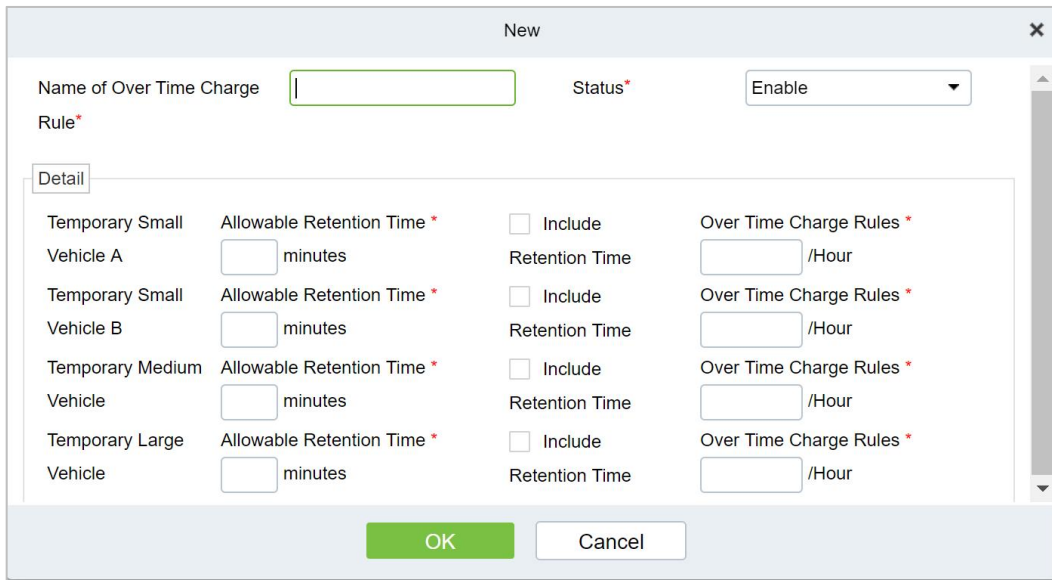 New
Name of Over Time Charge
Rule*
Status*
Enable
Detail
Temporary Small
Vehicle A
Allowable Retention Time *
minutes
Include
Retention Time
Over Time Charge Rules *
/Hour
Temporary Small
Vehicle B
Allowable Retention Time *
minutes
Include
Retention Time
Over Time Charge Rules *
/Hour
Temporary Medium
Vehicle
Allowable Retention Time *
minutes
Include
Retention Time
Over Time Charge Rules *
/Hour
Temporary Large
Vehicle
Allowable Retention Time *
minutes
Include
Retention Time
Over Time Charge Rules *
/Hour
OK
Cancel